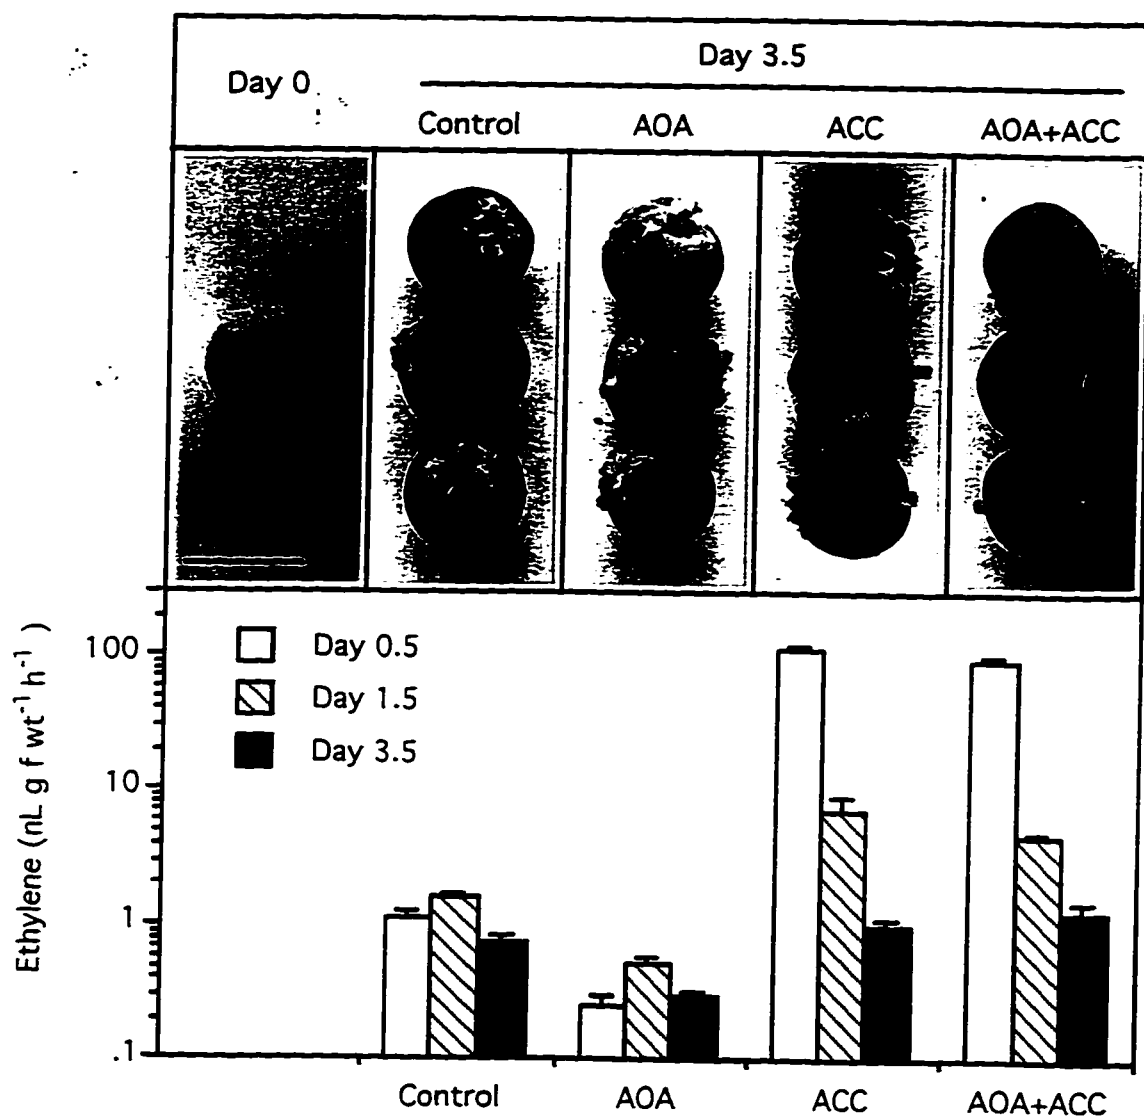 Day 0
Day 3.5
Control
AOA
ACC
AOA+ACC
Ethylene (nL g f wt⁻¹ h⁻¹)
100
10
1
.1
Day 0.5
Day 1.5
Day 3.5
Control
AOA
ACC
AOA+ACC